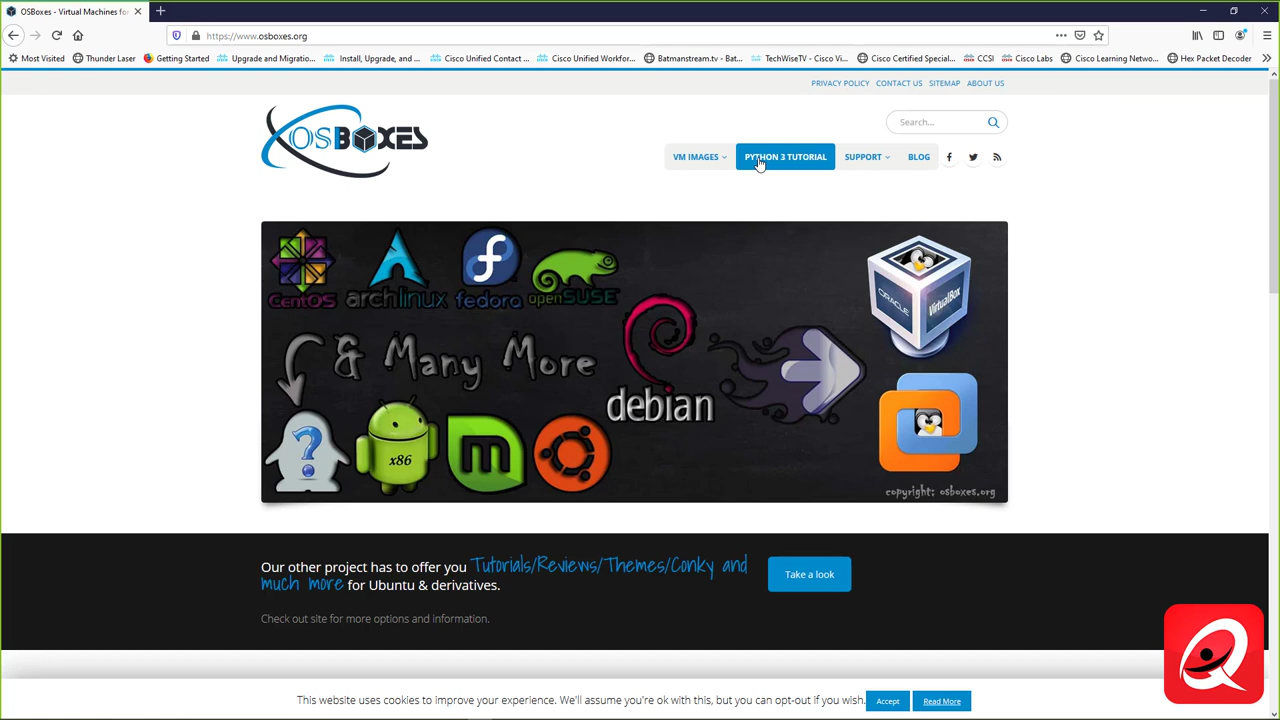 OSBoxes - Virtual Machines for
https://www.osboxes.org
Most Visited
Thunder Laser
Getting Started
Upgrade and Migratio...
Install, Upgrade, and ...
Cisco Unified Contact ...
Cisco Unified Workfor...
Batmanstream.tv - Bat...
TechWiseTV - Cisco Vi...
Cisco Certified Special...
CCSI
Cisco Labs
Cisco Learning Netwo...
Hex Packet Decoder
PRIVACY POLICY
CONTACT US
SITEMAP
ABOUT US
OSBOXES
Search...
VM IMAGES
PYTHON 3 TUTORIAL
SUPPORT
BLOG
CentOS
archlinux
fedora
openSUSE
ORACLE
VirtualBox
& Many More
debian
?
x86
copyright: osboxes.org
Our other project has to offer you Tutorials/Reviews/Themes/Conky and
much more for Ubuntu & derivatives.
Take a look
Check out site for more options and information.
This website uses cookies to improve your experience. We'll assume you're ok with this, but you can opt-out if you wish.
Accept
Read More